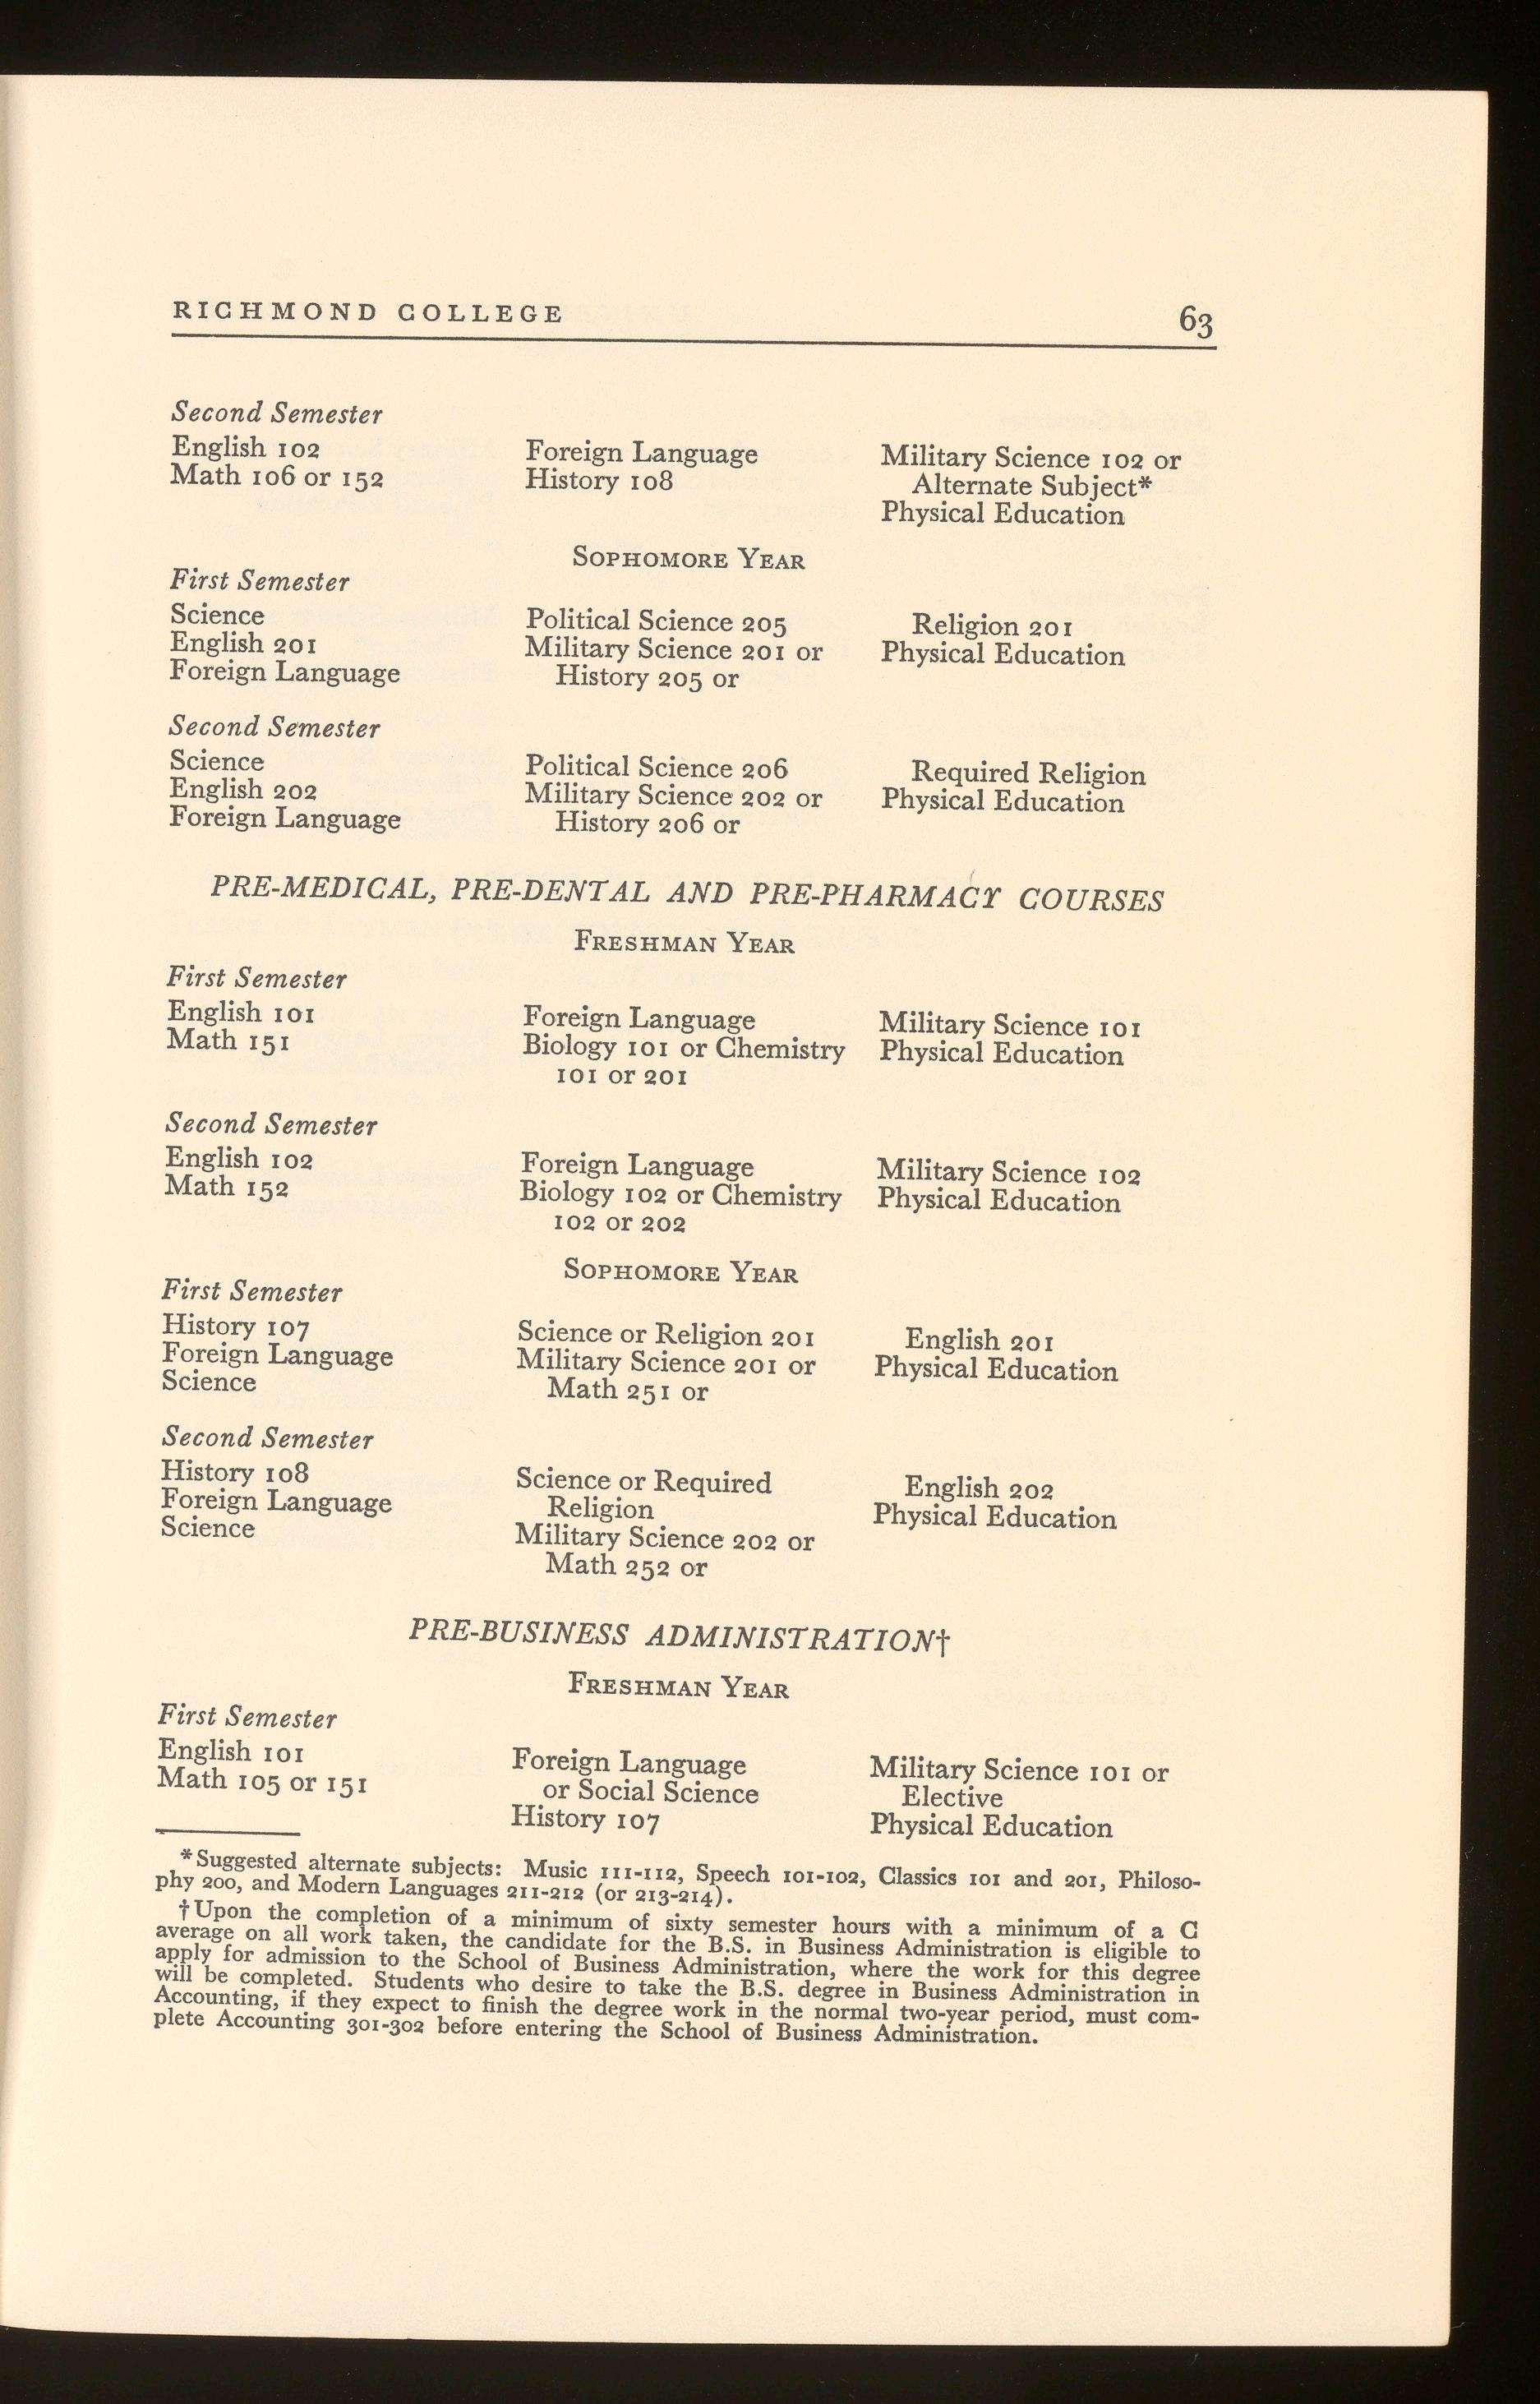 RICHMOND COLLEGE 63
Second Semester
English 102
Math 106 or 152
Foreign Language
History 108
Military Science 102 or
Alternate Subject*
Physical Education
SOPHOMORE YEAR
First Semester
Science
English 201
Foreign Language
Political Science 205
Military Science 201 or
History 205 or
Religion 201
Physical Education
Second Semester
Science
English 202
Foreign Language
Political Science 206
Military Science 202 or
History 206 or
Required Religion
Physical Education
PRE-MEDICAL, PRE-DENTAL AND PRE-PHARMACY COURSES
FRESHMAN YEAR
First Semester
English 101
Math 151
Foreign Language
Biology 101 or Chemistry
101 or 201
Military Science 101
Physical Education
Second Semester
English 102
Math 152
Foreign Language
Biology 102 or Chemistry
102 or 202
Military Science 102
Physical Education
SOPHOMORE YEAR
First Semester
History 107
Foreign Language
Science
Science or Religion 201
Military Science 201 or
Math 251 or
English 201
Physical Education
Second Semester
History 108
Foreign Language
Science
Science or Required
Religion
Military Science 202 or
Math 252 or
English 202
Physical Education
PRE-BUSINESS ADMINISTRATION†
FRESHMAN YEAR
First Semester
English 101
Math 105 or 151
Foreign Language
or Social Science
History 107
Military Science 101 or
Elective
Physical Education
*Suggested alternate subjects: Music 111-112, Speech 101-102, Classics 101 and 201, Philoso-
phy 200, and Modern Languages 211-212 (or 213-214).
†Upon the completion of a minimum of sixty semester hours with a minimum of a C
average on all work taken, the candidate for the B.S. in Business Administration is eligible to
apply for admission to the School of Business Administration, where the work for this degree
will be completed. Students who desire to take the B.S. degree in Business Administration in
Accounting, if they expect to finish the degree work in the normal two-year period, must com-
plete Accounting 301-302 before entering the School of Business Administration.